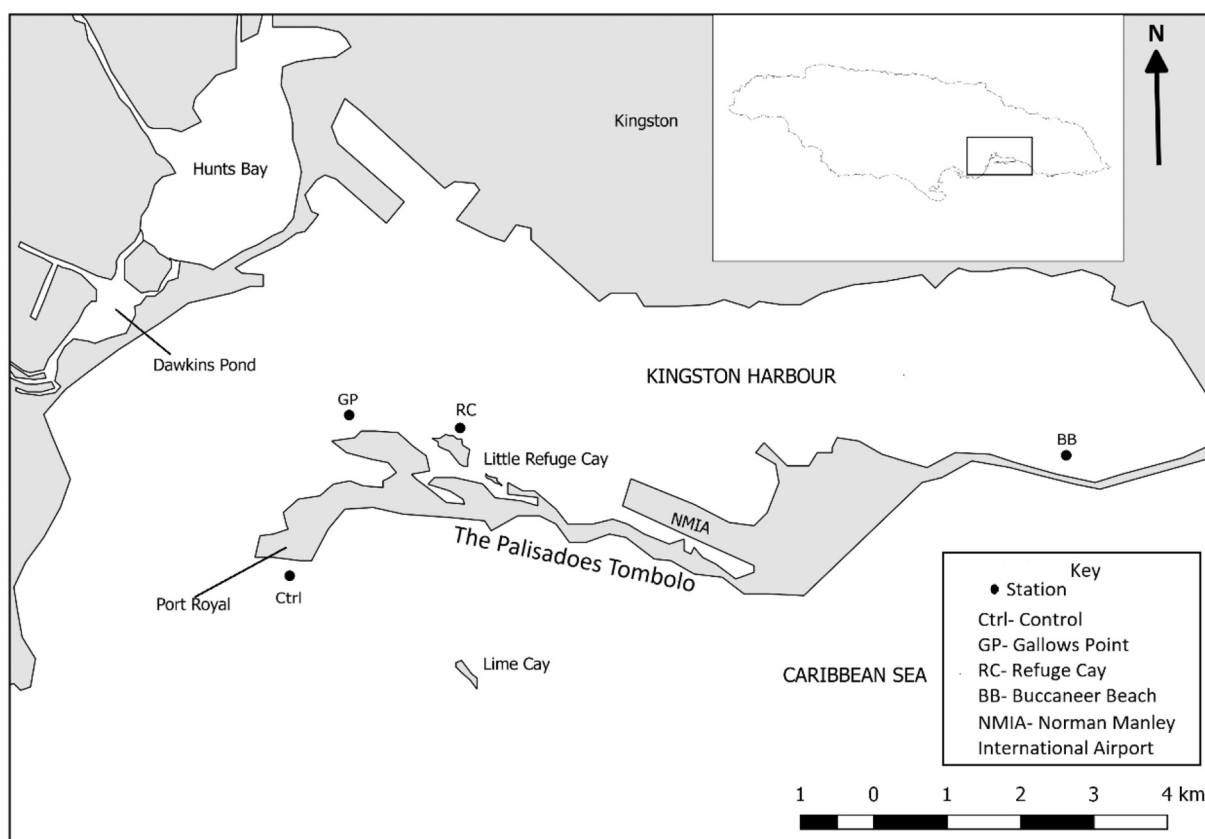 N
Kingston
Hunts Bay
Dawkins Pond
KINGSTON HARBOUR
GP
RC
BB
Little Refuge Cay
NMIA
The Palisadoes Tombolo
Port Royal
Ctrl
Lime Cay
CARIBBEAN SEA
Key
Station
Ctrl- Control
GP- Gallows Point
RC- Refuge Cay
BB- Buccaneer Beach
NMIA- Norman Manley
International Airport
1 0 1 2 3 4 km